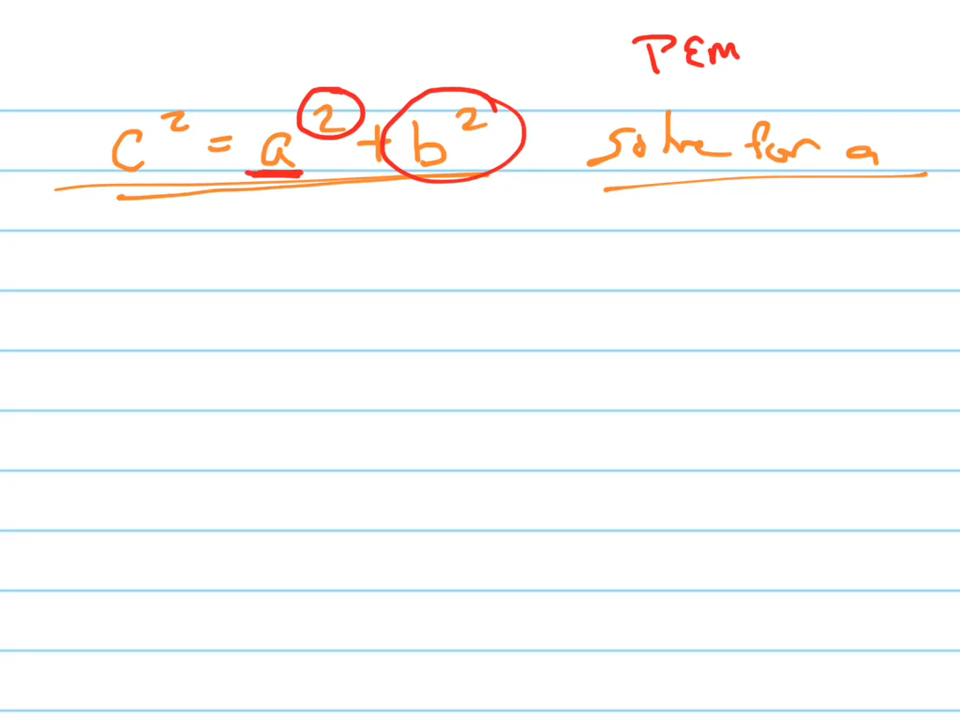 PEM
c² = a² + b² solve for a